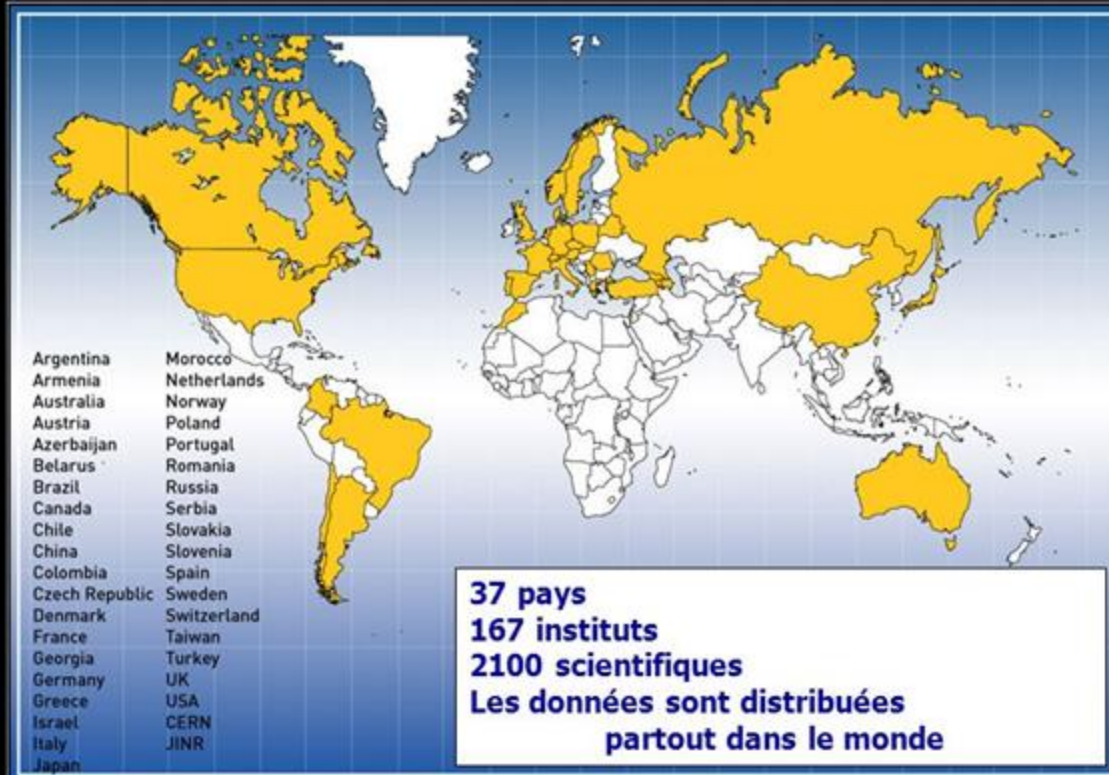 Argentina
Armenia
Australia
Austria
Azerbaijan
Belarus
Brazil
Canada
Chile
China
Colombia
Czech Republic
Denmark
France
Georgia
Germany
Greece
Israel
Italy
Japan
Morocco
Netherlands
Norway
Poland
Portugal
Romania
Russia
Serbia
Slovakia
Slovenia
Spain
Sweden
Switzerland
Taiwan
Turkey
UK
USA
CERN
JINR
37 pays
167 instituts
2100 scientifiques
Les données sont distribuées
partout dans le monde